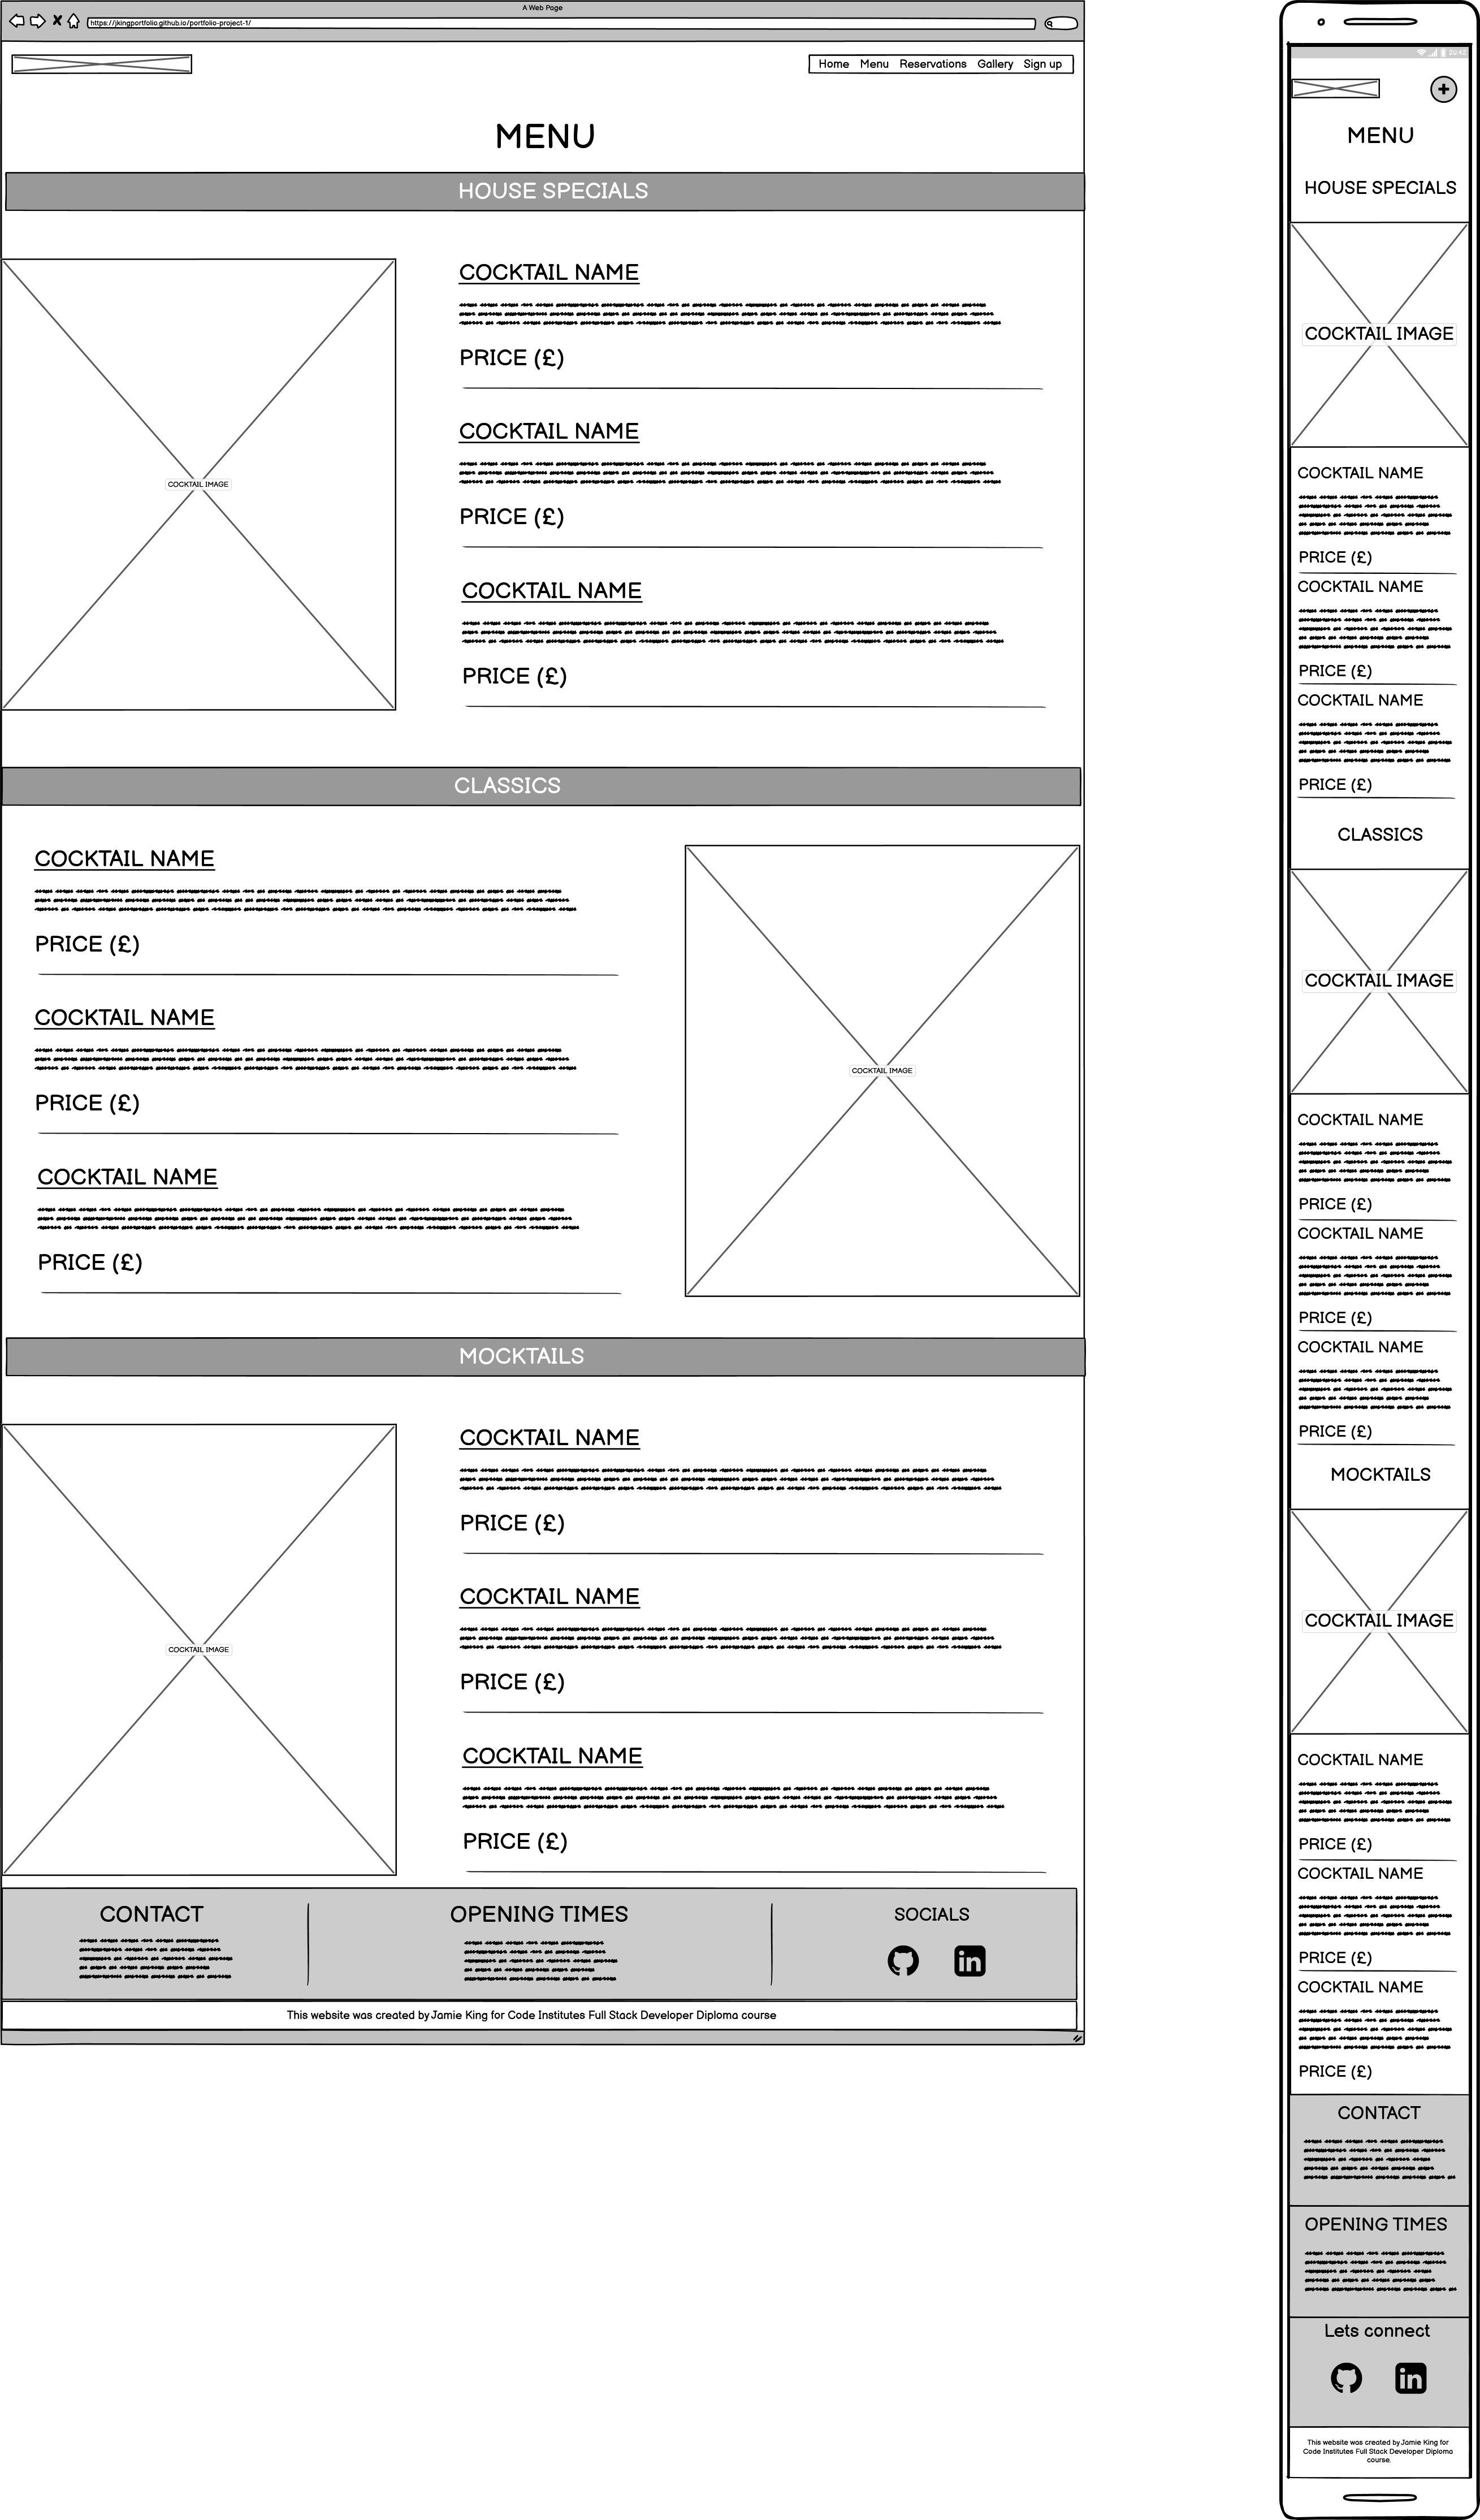 A Web Page
https://jkingportfolio.github.io/portfolio-project-1/
Home Menu Reservations Gallery Sign up
MENU
HOUSE SPECIALS
COCKTAIL IMAGE
COCKTAIL NAME
PRICE (£)
COCKTAIL NAME
PRICE (£)
COCKTAIL NAME
PRICE (£)
CLASSICS
COCKTAIL NAME
PRICE (£)
COCKTAIL NAME
PRICE (£)
COCKTAIL NAME
PRICE (£)
COCKTAIL IMAGE
MOCKTAILS
COCKTAIL IMAGE
COCKTAIL NAME
PRICE (£)
COCKTAIL NAME
PRICE (£)
COCKTAIL NAME
PRICE (£)
CONTACT
OPENING TIMES
SOCIALS
in
This website was created by Jamie King for Code Institutes Full Stack Developer Diploma course
MENU
HOUSE SPECIALS
COCKTAIL IMAGE
COCKTAIL NAME
PRICE (£)
COCKTAIL NAME
PRICE (£)
COCKTAIL NAME
PRICE (£)
CLASSICS
COCKTAIL IMAGE
COCKTAIL NAME
PRICE (£)
COCKTAIL NAME
PRICE (£)
COCKTAIL NAME
PRICE (£)
MOCKTAILS
COCKTAIL IMAGE
COCKTAIL NAME
PRICE (£)
COCKTAIL NAME
PRICE (£)
COCKTAIL NAME
PRICE (£)
CONTACT
OPENING TIMES
Lets connect
in
This website was created by Jamie King for
Code Institutes Full Stack Developer Diploma
course.